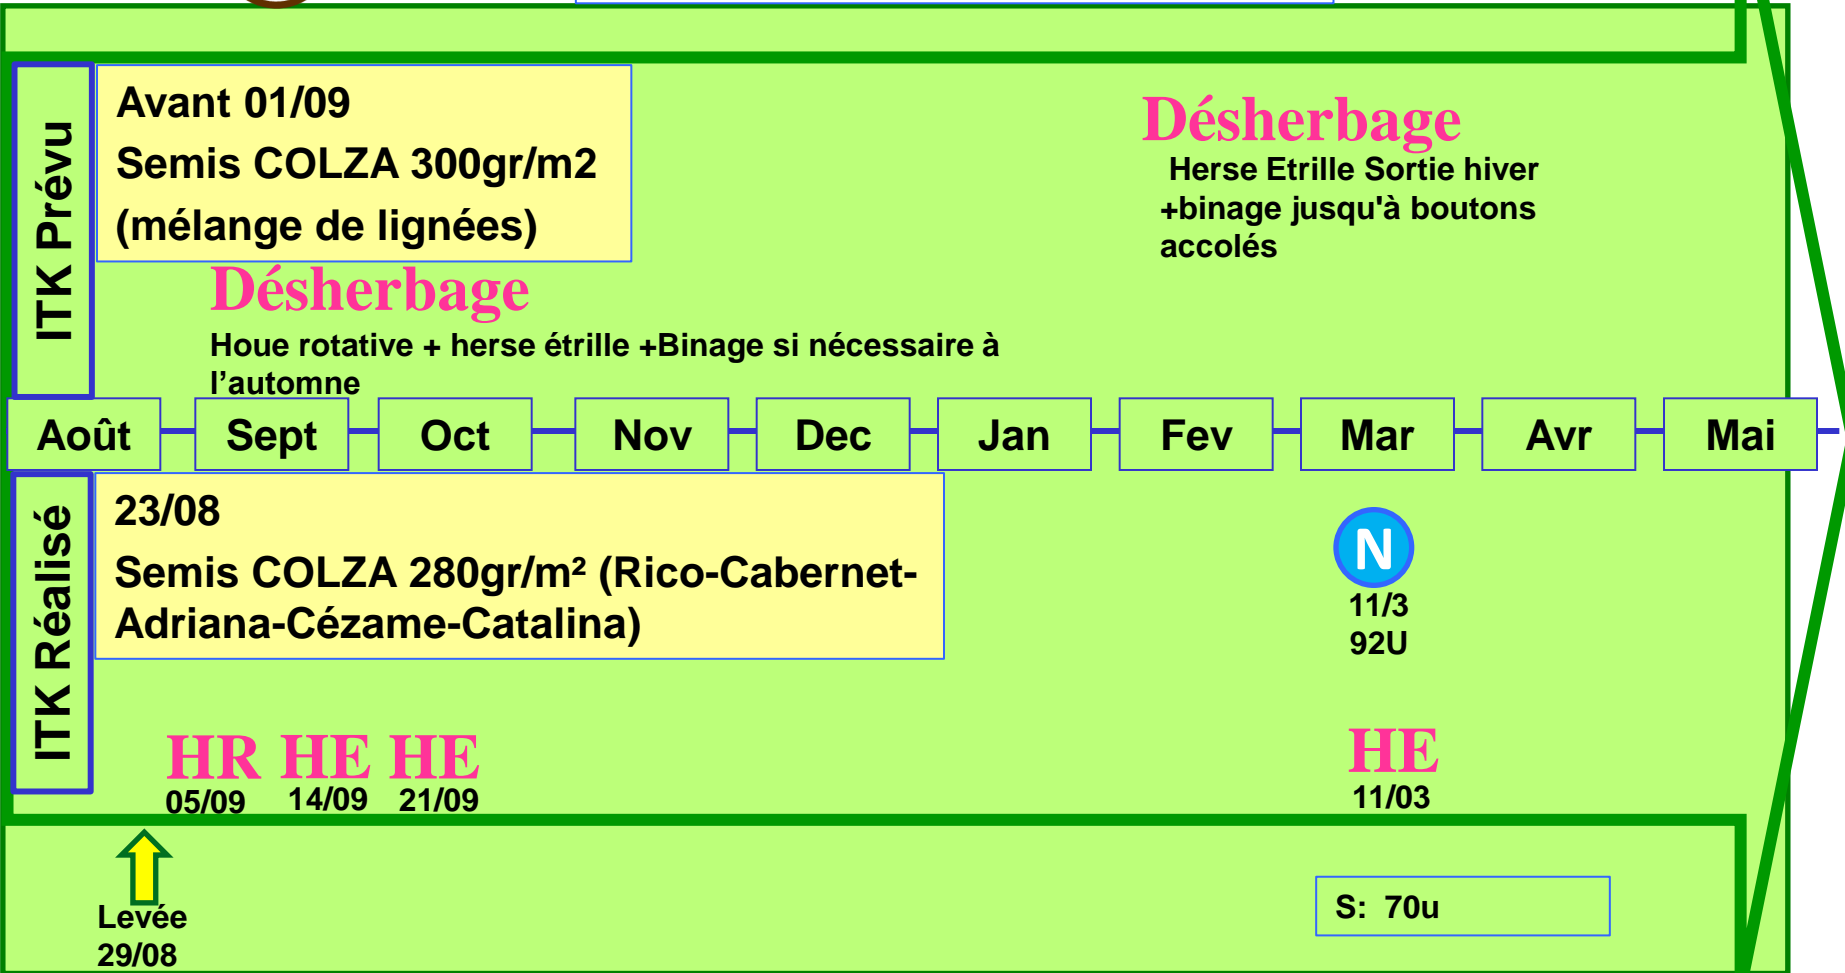 ITK Prévu
Avant 01/09
Semis COLZA 300gr/m2
(mélange de lignées)
Désherbage
Herse Etrille Sortie hiver
+binage jusqu'à boutons
accolés
Désherbage
Houe rotative + herse étrille +Binage si nécessaire à
l’automne
Août Sept Oct Nov Dec Jan Fev Mar Avr Mai
ITK Réalisé
23/08
Semis COLZA 280gr/m² (Rico-Cabernet-
Adriana-Cézame-Catalina)
N
11/3
92U
HR HE HE HE
05/09 14/09 21/09 11/03
Levée
29/08
S: 70u